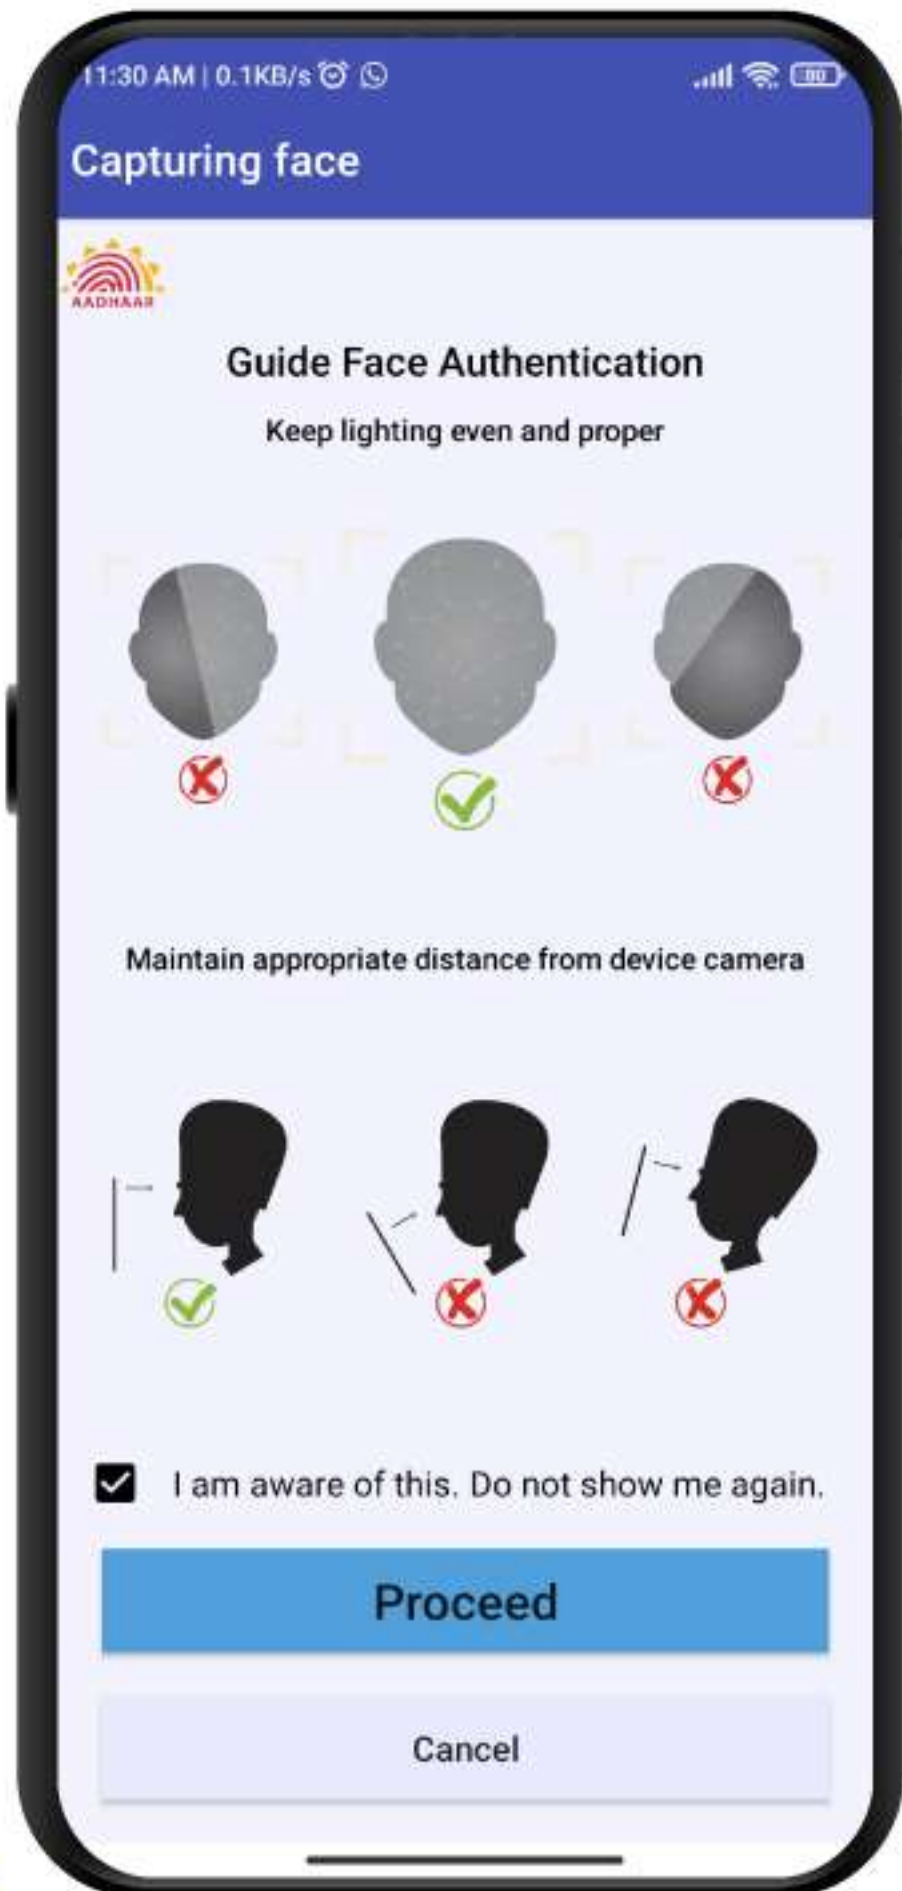 11:30 AM | 0.1KB/s
80
Capturing face
AADHAAR
Guide Face Authentication
Keep lighting even and proper
Maintain appropriate distance from device camera
I am aware of this. Do not show me again.
Proceed
Cancel